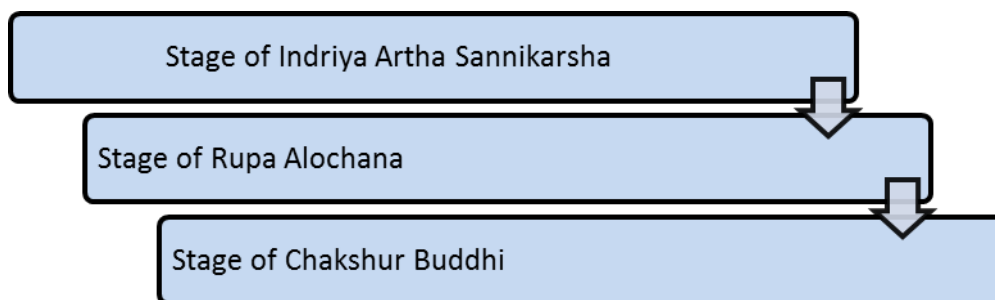 Stage of Indriya Artha Sannikarsha
Stage of Rupa Alochana
Stage of Chakshur Buddhi